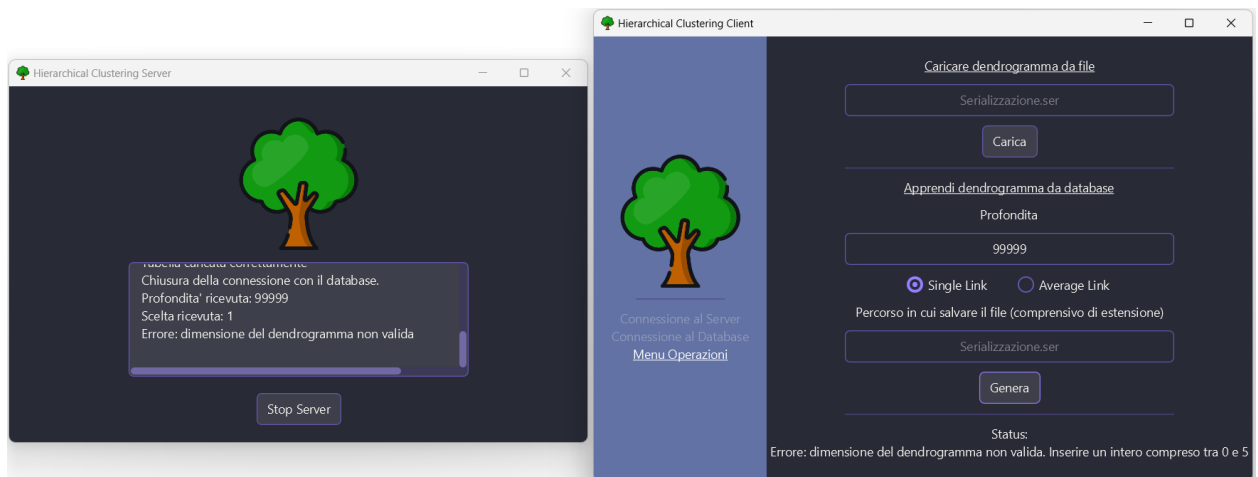 Hierarchical Clustering Server
Tabella caricata correttamente
Chiusura della connessione con il database.
Profondita' ricevuta: 99999
Scelta ricevuta: 1
Errore: dimensione del dendrogramma non valida
Stop Server
Hierarchical Clustering Client
Connessione al Server
Connessione al Database
Menu Operazioni
Caricare dendrogramma da file
Serializzazione.ser
Carica
Apprendi dendrogramma da database
Profondita
99999
Single Link Average Link
Percorso in cui salvare il file (comprensivo di estensione)
Serializzazione.ser
Genera
Status:
Errore: dimensione del dendrogramma non valida. Inserire un intero compreso tra 0 e 5